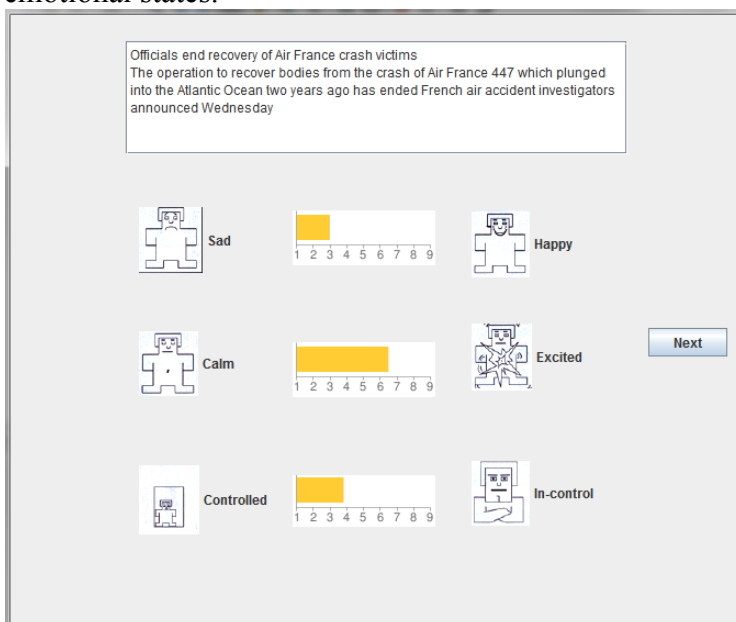 emotional states.
Officials end recovery of Air France crash victims
The operation to recover bodies from the crash of Air France 447 which plunged
into the Atlantic Ocean two years ago has ended French air accident investigators
announced Wednesday
Sad
1 2 3 4 5 6 7 8 9
Happy
Calm
1 2 3 4 5 6 7 8 9
Excited
Next
Controlled
1 2 3 4 5 6 7 8 9
In-control